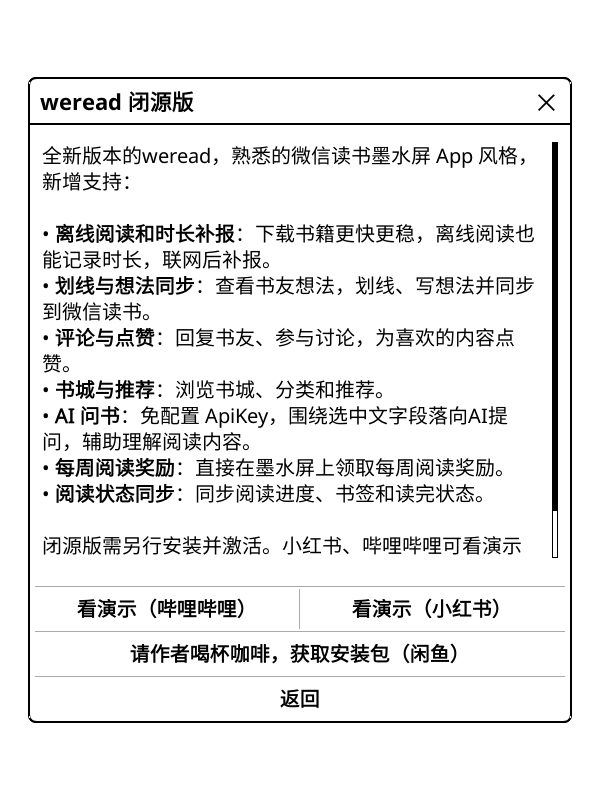 weread 闭源版
全新版本的weread，熟悉的微信读书墨水屏 App 风格，
新增支持：
• 离线阅读和时长补报：下载书籍更快更稳，离线阅读也
能记录时长，联网后补报。
• 划线与想法同步：查看书友想法，划线、写想法并同步
到微信读书。
• 评论与点赞：回复书友、参与讨论，为喜欢的内容点
赞。
• 书城与推荐：浏览书城、分类和推荐。
• AI 问书：免配置 ApiKey，围绕选中文字段落向AI提
问，辅助理解阅读内容。
• 每周阅读奖励：直接在墨水屏上领取每周阅读奖励。
• 阅读状态同步：同步阅读进度、书签和读完状态。
闭源版需另行安装并激活。小红书、哔哩哔哩可看演示
看演示（哔哩哔哩）
看演示（小红书）
请作者喝杯咖啡，获取安装包（闲鱼）
返回